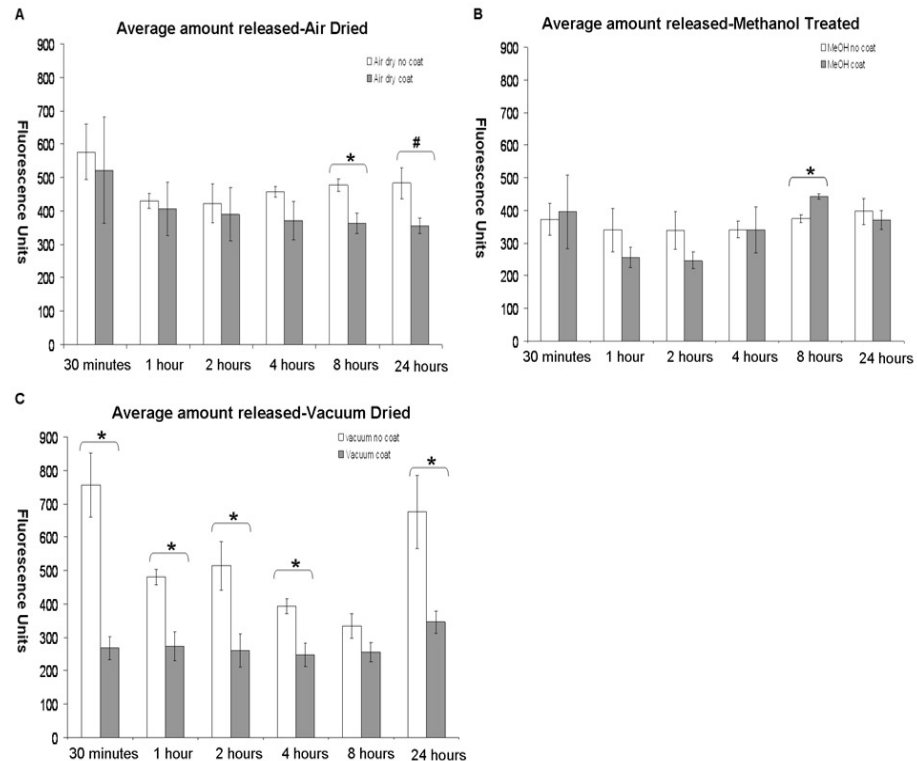 A
Average amount released-Air Dried
900
800
700
600
500
400
300
200
100
0
Fluorescence Units
Air dry no coat
Air dry coat
*
#
30 minutes 1 hour 2 hours 4 hours 8 hours 24 hours
B
Average amount released-Methanol Treated
900
800
700
600
500
400
300
200
100
0
Fluorescence Units
MeOH no coat
MeOH coat
*
30 minutes 1 hour 2 hours 4 hours 8 hours 24 hours
C
Average amount released-Vacuum Dried
900
800
700
600
500
400
300
200
100
0
Fluorescence Units
vacuum no coat
Vacuum coat
* * * * *
30 minutes 1 hour 2 hours 4 hours 8 hours 24 hours